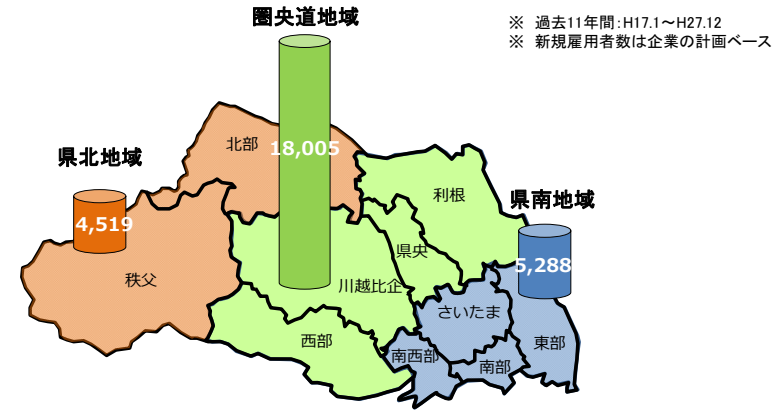 圏央道地域
※ 過去11年間:H17.1～H27.12
※ 新規雇用者数は企業の計画ベース
北部
18,005
県北地域
利根
県南地域
4,519
県央
5,288
秩父
川越比企
さいたま
西部
南西部
南部
東部